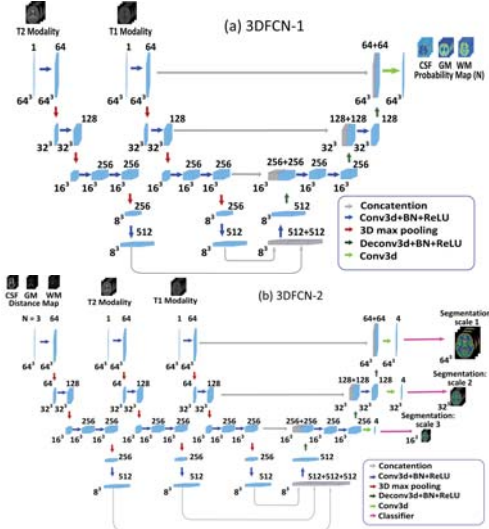 T2 Modality
T1 Modality
(a) 3DFCN-1
1 64 1 64 64+64
CSF GM WM
Probability Map (N)
64³ 64³ 64³ 64³ 64³ 64³
128 128 128+128 128
32³ 32³ 32³ 32³ 32³ 32³
256 256 256 256 256+256 256 256
16³ 16³ 16³ 16³ 16³ 16³ 16³ 16³ 16³
256 256 512
8³ 8³ 8³
512 512 512+512
8³ 8³ 8³
Concatention
Conv3d+BN+ReLU
3D max pooling
Deconv3d+BN+ReLU
Conv3d
CSF GM WM
Distance Map
T2 Modality
T1 Modality
(b) 3DFCN-2
N = 3 64 1 64 1 64 64+64 4
Segmentation
scale 1
64³ 64³ 64³ 64³ 64³ 64³ 64³ 64³ 64³
64 128 64 128 64 128 128+128 128 4
Segmentation:
scale 2
32³ 32³ 32³ 32³ 32³ 32³ 32³ 32³ 32³ 32³
256 256 256 256 256 256 256+256 256 256 4
Segmentation:
scale 3
16³ 16³ 16³ 16³ 16³ 16³ 16³ 16³ 16³ 16³
256 256 256 512
512 512 512 512+512+512
8³ 8³ 8³ 8³
Concatention
Conv3d+BN+ReLU
3D max pooling
Deconv3d+BN+ReLU
Conv3d
Classifier